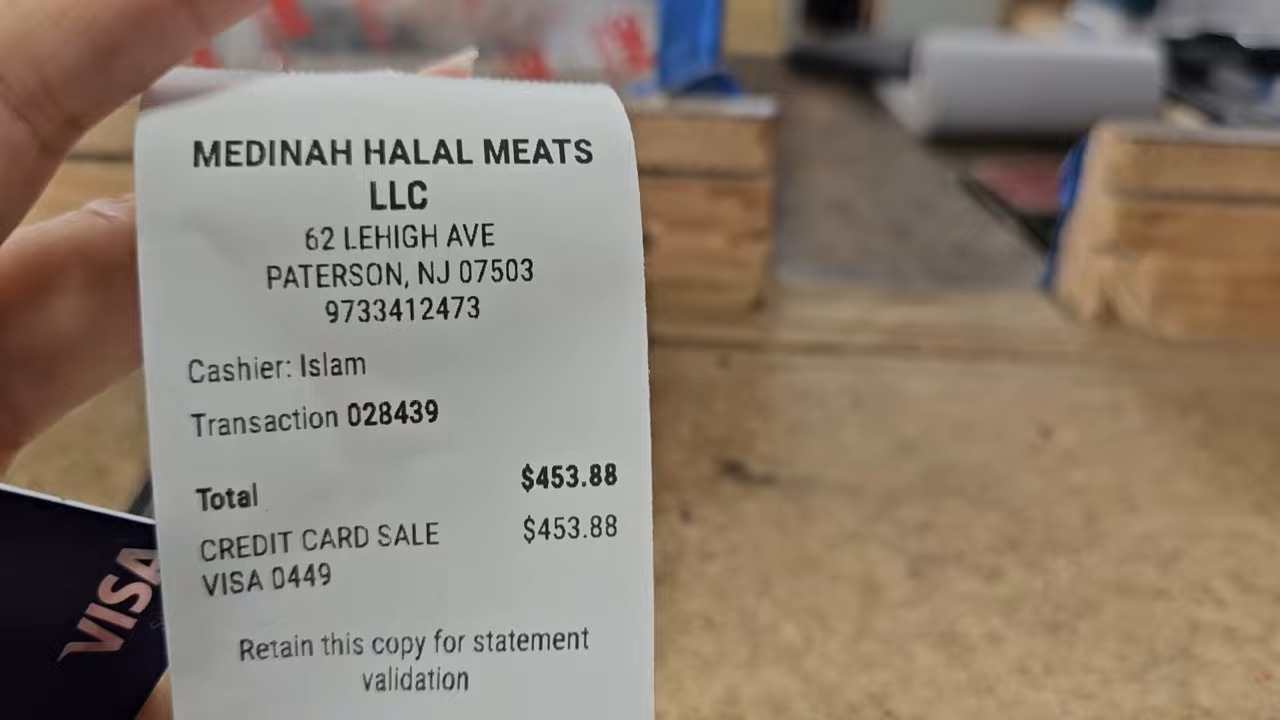 MEDINAH HALAL MEATS
LLC
62 LEHIGH AVE
PATERSON, NJ 07503
9733412473
Cashier: Islam
Transaction 028439
Total $453.88
CREDIT CARD SALE $453.88
VISA 0449
Retain this copy for statement
validation
VISA